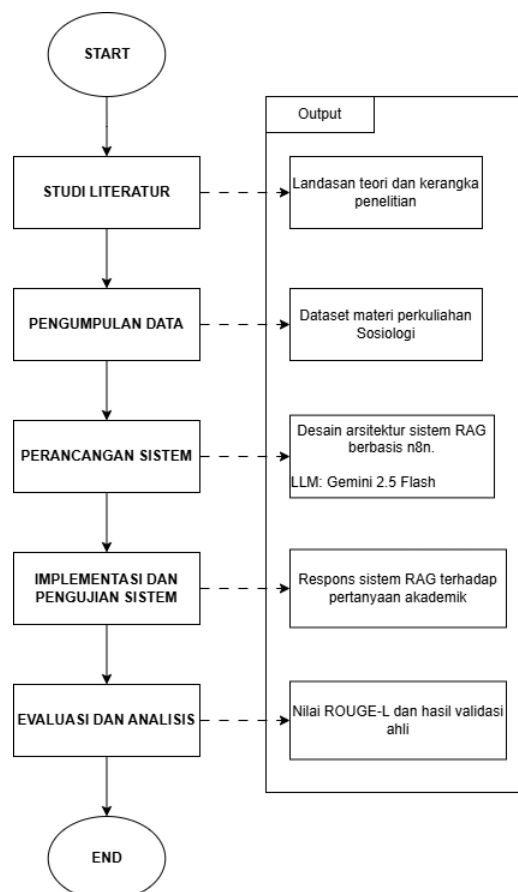 START
Output
STUDI LITERATUR
Landasan teori dan kerangka
penelitian
PENGUMPULAN DATA
Dataset materi perkuliahan
Sosiologi
PERANCANGAN SISTEM
Desain arsitektur sistem RAG
berbasis n8n.
LLM: Gemini 2.5 Flash
IMPLEMENTASI DAN
PENGUJIAN SISTEM
Respons sistem RAG terhadap
pertanyaan akademik
EVALUASI DAN ANALISIS
Nilai ROUGE-L dan hasil validasi
ahli
END